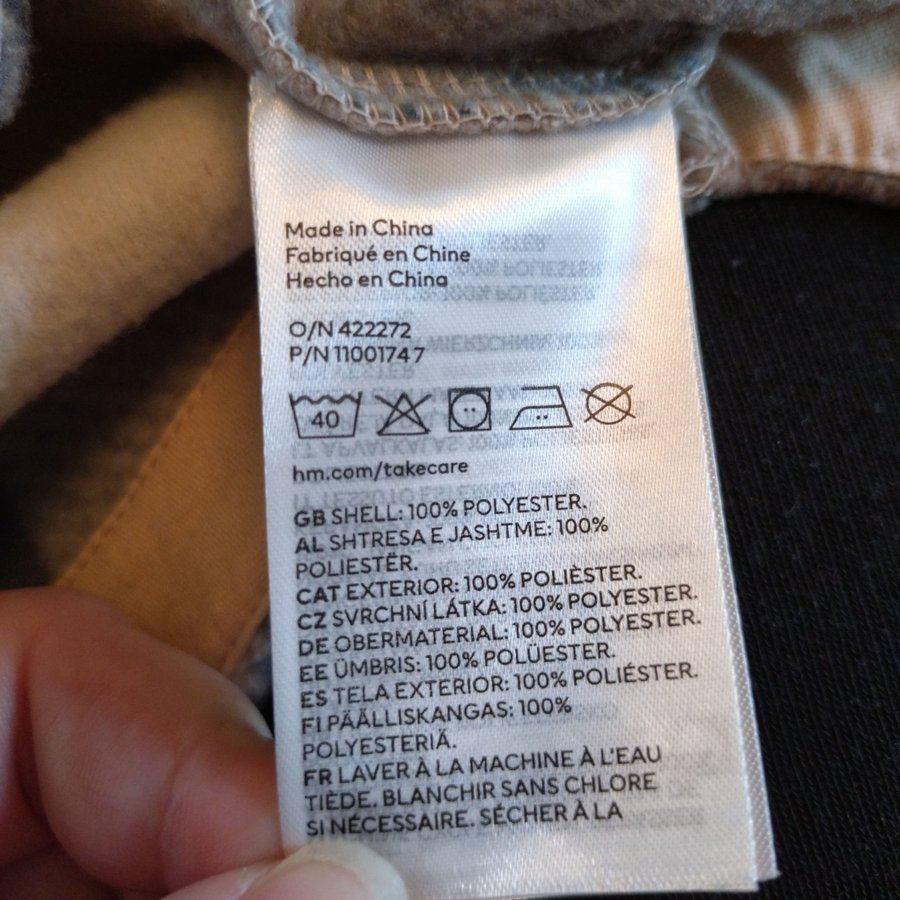 Made in China
Fabriqué en Chine
Hecho en China
O/N 422272
P/N 11001747
40
hm.com/takecare
GB SHELL: 100% POLYESTER.
AL SHTRESA E JASHTME: 100%
POLIESTËR.
CAT EXTERIOR: 100% POLIÈSTER.
CZ SVRCHNÍ LÁTKA: 100% POLYESTER.
DE OBERMATERIAL: 100% POLYESTER.
EE ÜMBRIS: 100% POLÜESTER.
ES TELA EXTERIOR: 100% POLIÉSTER.
FI PÄÄLLISKANGAS: 100%
POLYESTERIÄ.
FR LAVER À LA MACHINE À L'EAU
TIÈDE. BLANCHIR SANS CHLORE
SI NÉCESSAIRE. SÉCHER À LA